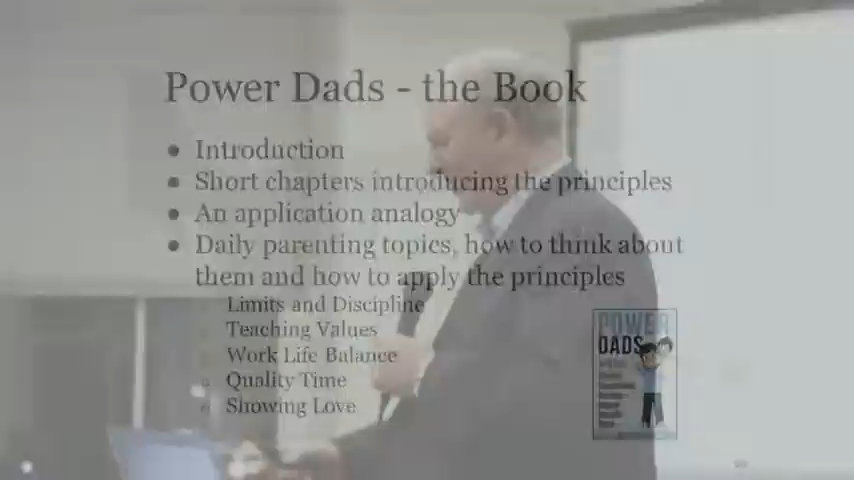 Power Dads - the Book
Introduction
Short chapters introducing the principles
An application analogy
Daily parenting topics, how to think about
them and how to apply the principles
Limits and Discipline
Teaching Values
Work Life Balance
Quality Time
Showing Love
POWER
DADS